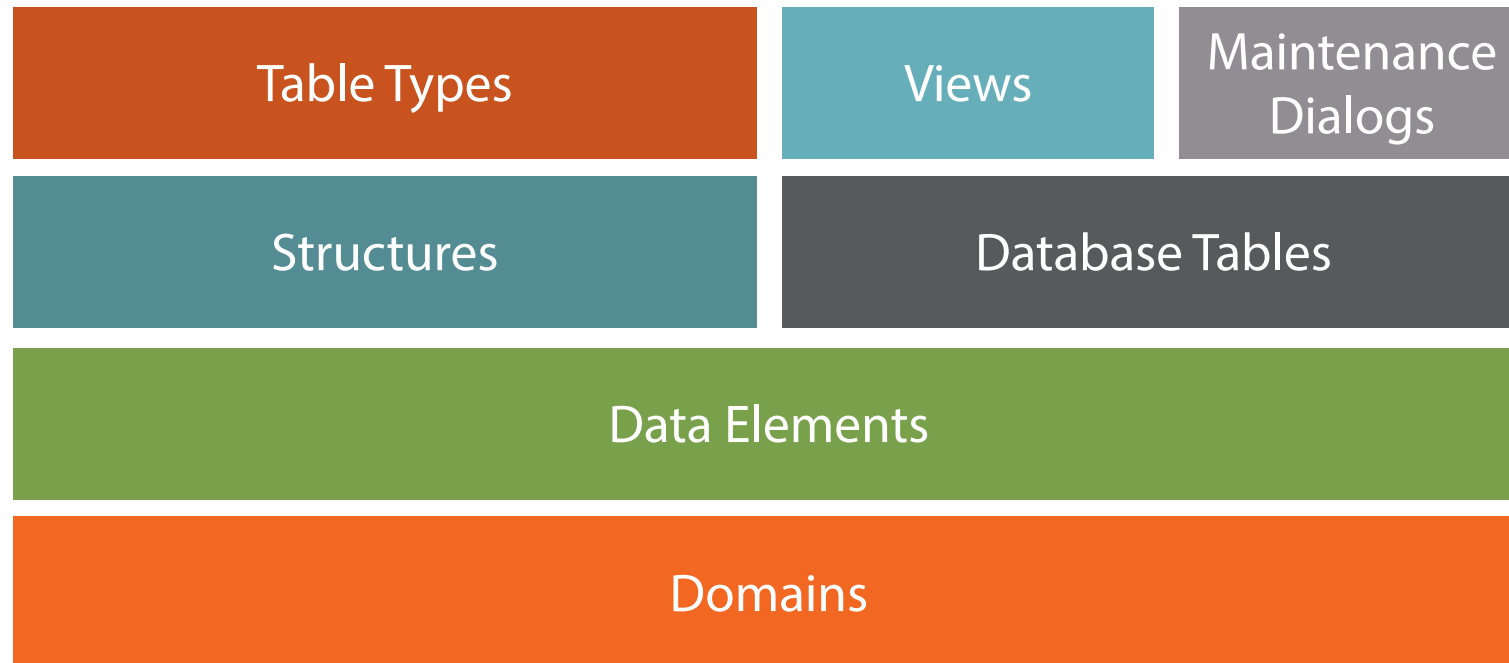 Table Types
Views
Maintenance
Dialogs
Structures
Database Tables
Data Elements
Domains